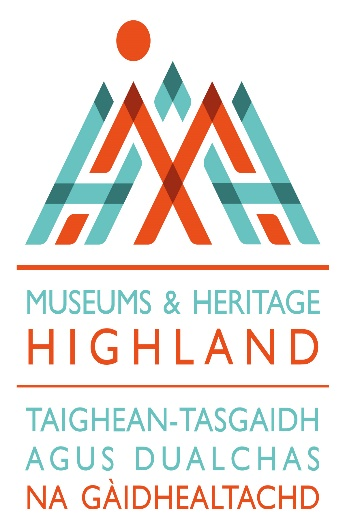 MUSEUMS & HERITAGE
HIGHLAND
TAIGHEAN-TASGAIDH
AGUS DUALCHAS
NA GÀIDHEALTACHD